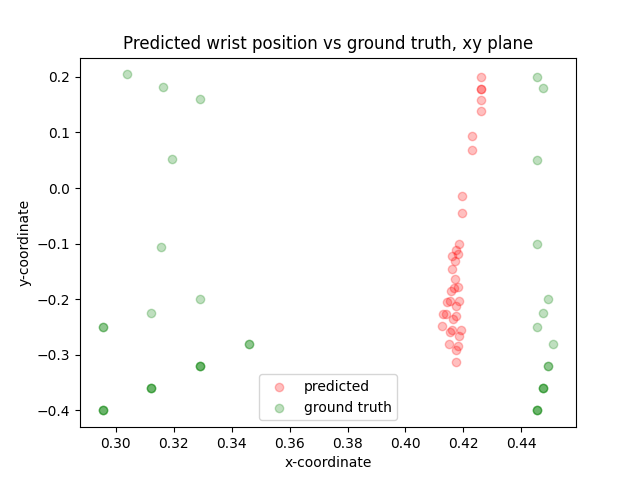 Predicted wrist position vs ground truth, xy plane
y-coordinate
0.2
0.1
0.0
−0.1
−0.2
−0.3
−0.4
predicted
ground truth
0.30 0.32 0.34 0.36 0.38 0.40 0.42 0.44
x-coordinate